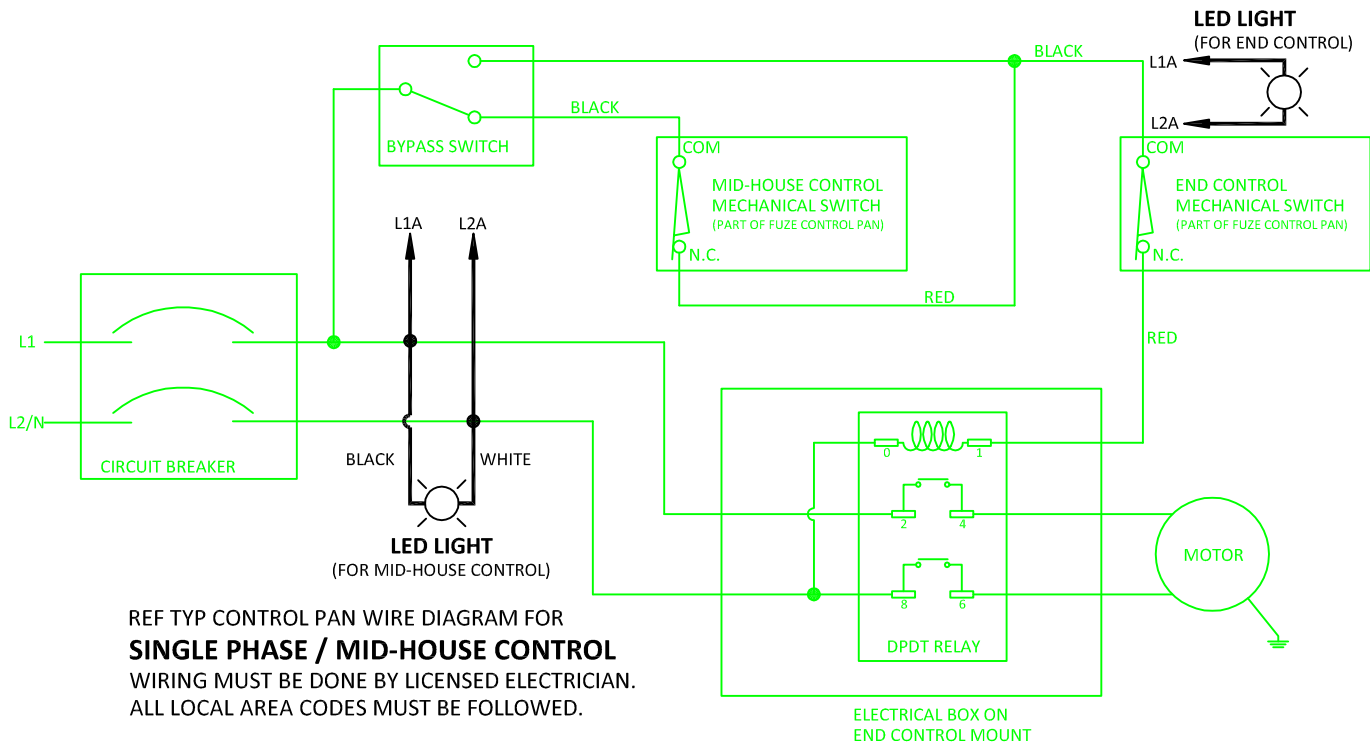 LED LIGHT
(FOR END CONTROL)
BLACK
L1A
L2A
BLACK
BYPASS SWITCH
COM
MID-HOUSE CONTROL
MECHANICAL SWITCH
(PART OF FUZE CONTROL PAN)
N.C.
COM
END CONTROL
MECHANICAL SWITCH
(PART OF FUZE CONTROL PAN)
N.C.
L1A
L2A
RED
RED
L1
L2/N
CIRCUIT BREAKER
BLACK
WHITE
LED LIGHT
(FOR MID-HOUSE CONTROL)
0
1
2
4
8
6
DPDT RELAY
MOTOR
ELECTRICAL BOX ON
END CONTROL MOUNT
REF TYP CONTROL PAN WIRE DIAGRAM FOR
SINGLE PHASE / MID-HOUSE CONTROL
WIRING MUST BE DONE BY LICENSED ELECTRICIAN.
ALL LOCAL AREA CODES MUST BE FOLLOWED.